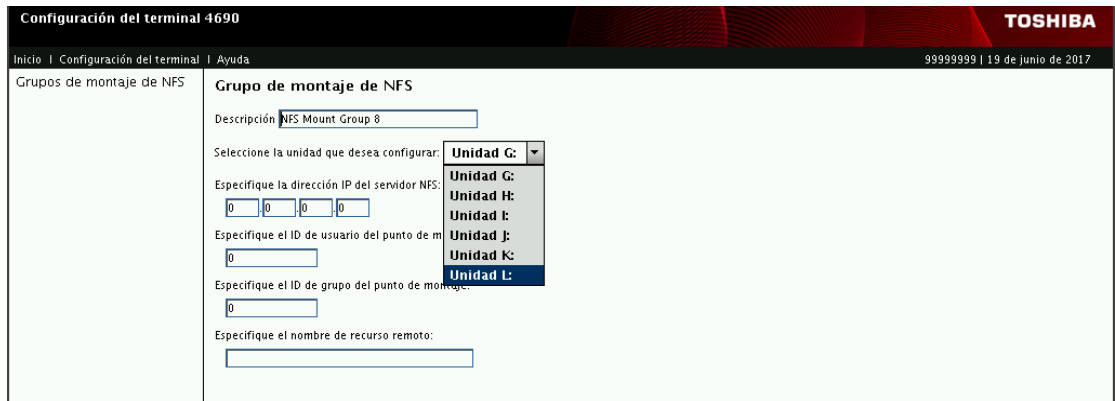 Configuración del terminal 4690
TOSHIBA
Inicio | Configuración del terminal | Ayuda
99999999 | 19 de junio de 2017
Grupos de montaje de NFS
Grupo de montaje de NFS
Descripción NFS Mount Group 8
Seleccione la unidad que desea configurar: Unidad G:
Unidad G:
Unidad H:
Unidad I:
Unidad J:
Unidad K:
Unidad L:
Especifique la dirección IP del servidor NFS:
0 .0 .0 .0
Especifique el ID de usuario del punto de m
0
Especifique el ID de grupo del punto de montaje:
0
Especifique el nombre de recurso remoto: